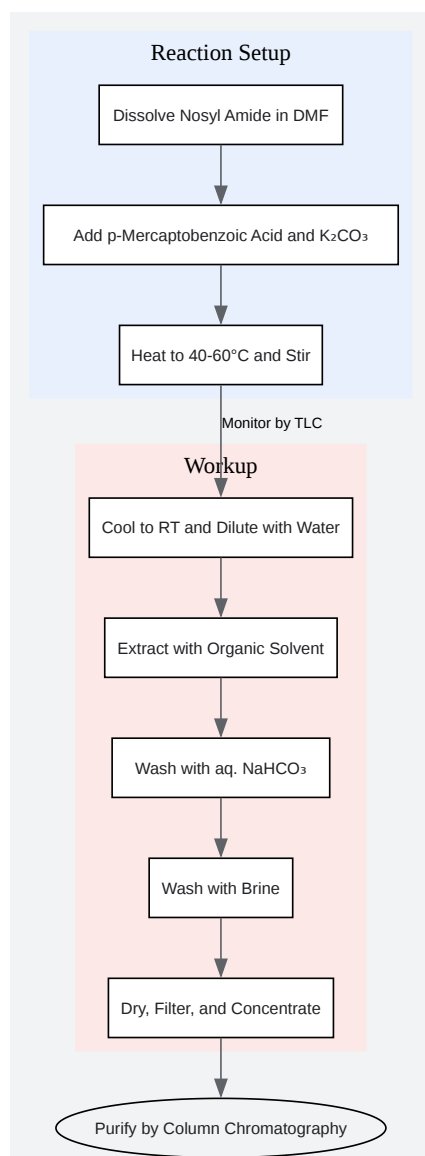 Reaction Setup
Dissolve Nosyl Amide in DMF
Add p-Mercaptobenzoic Acid and K₂CO₃
Heat to 40-60°C and Stir
Monitor by TLC
Workup
Cool to RT and Dilute with Water
Extract with Organic Solvent
Wash with aq. NaHCO₃
Wash with Brine
Dry, Filter, and Concentrate
Purify by Column Chromatography